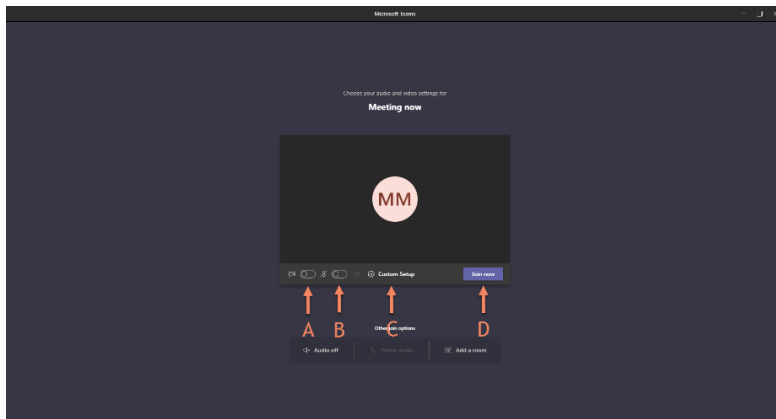 Microsoft Teams
Choose your audio and video settings for
Meeting now
MM
Custom Setup
Join now
A
B
C
D
Other join options
Audio off
Phone audio
Add a room